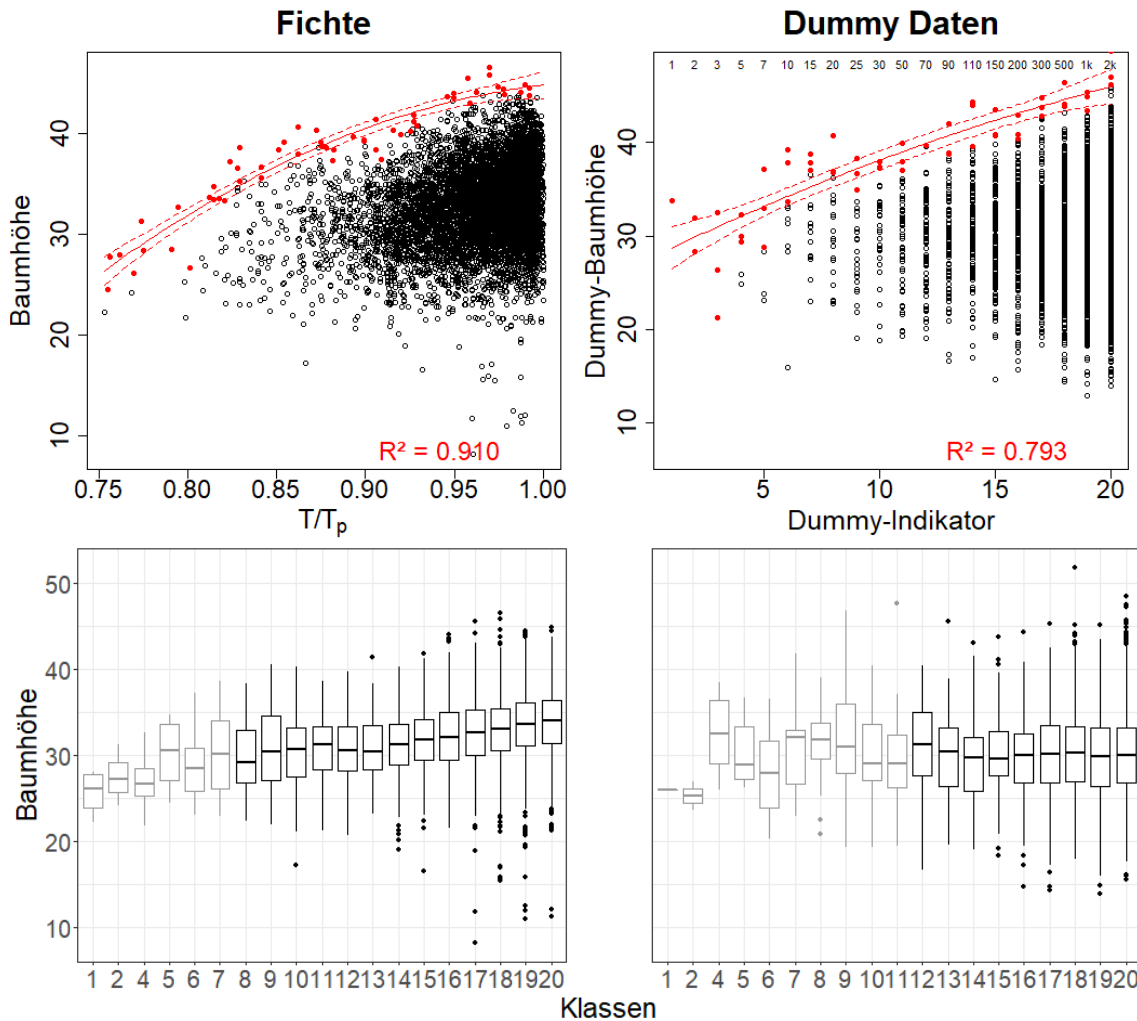 Fichte
Baumhöhe
40
30
20
10
R² = 0.910
0.75 0.80 0.85 0.90 0.95 1.00
T/Tp
Dummy Daten
1 2 3 5 7 10 15 20 25 30 50 70 90 110 150 200 300 500 1k 2k
Dummy-Baumhöhe
40
30
20
10
R² = 0.793
5 10 15 20
Dummy-Indikator
Baumhöhe
50
40
30
20
10
1 2 4 5 6 7 8 9 10 11 12 13 14 15 16 17 18 19 20
1 2 4 5 6 7 8 9 10 11 12 13 14 15 16 17 18 19 20
Klassen